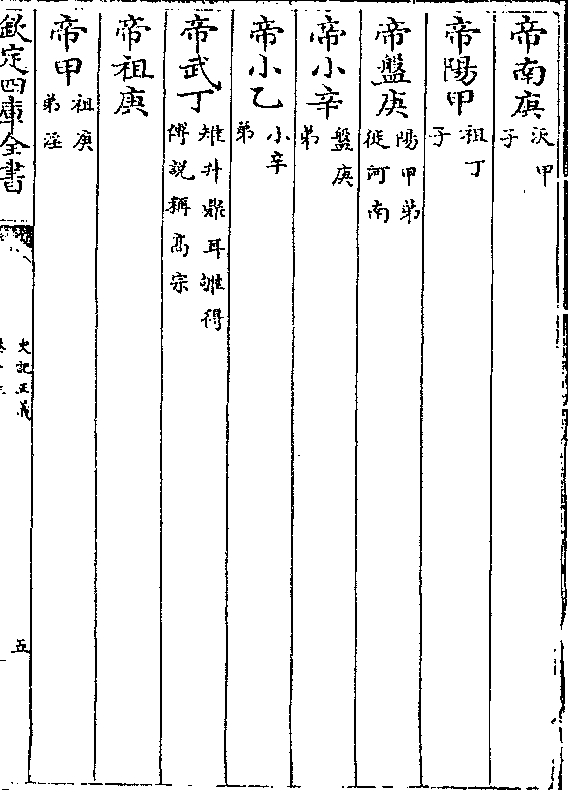 帝南庚沃甲子
帝陽甲祖丁子
帝盤庚陽甲弟徙河南
帝小辛盤庚弟
帝小乙小辛弟
帝武丁雉升鼎耳雊得傅説稱髙宗
帝祖庚
帝甲祖庚弟淫
欽定四庫全書
史記正義
五